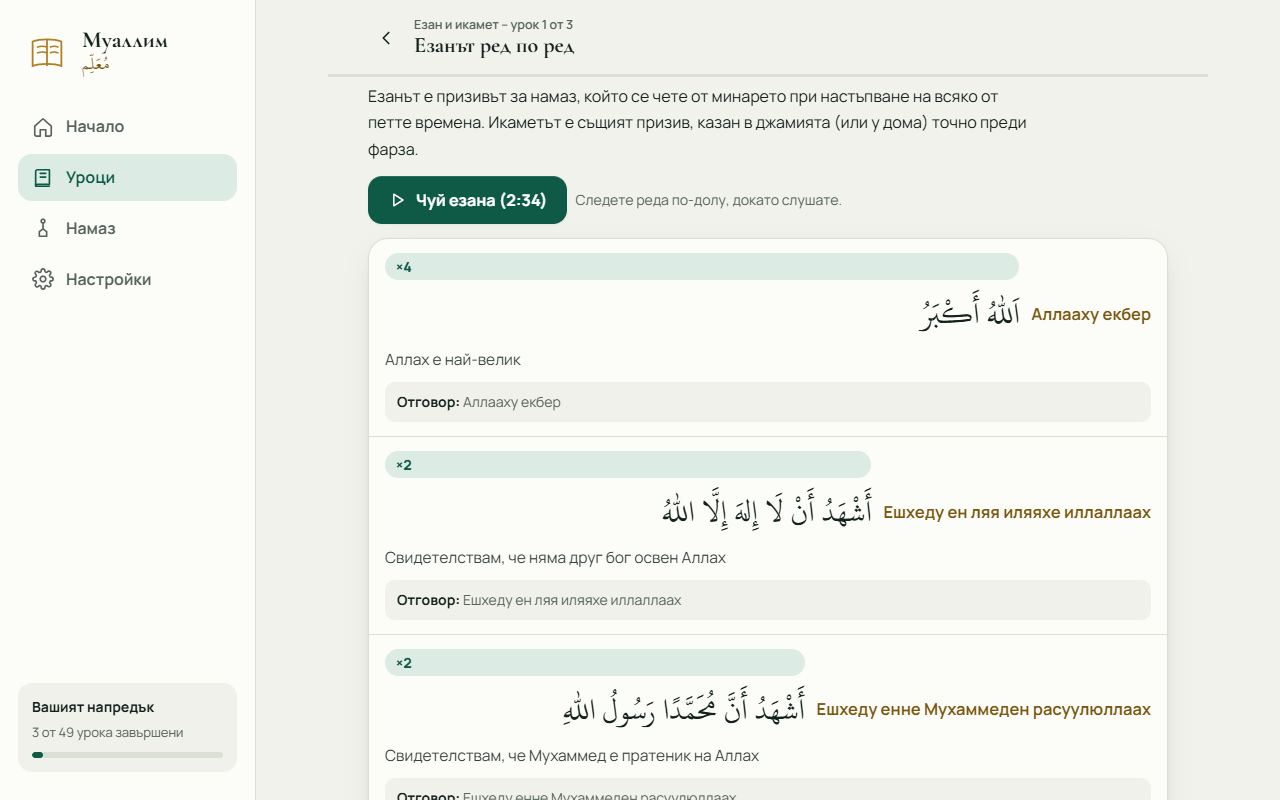 Муаллим
مُعَلِّم
Начало
Уроци
Намаз
Настройки
Вашият напредък
3 от 49 урока завършени
Езан и икамет – урок 1 от 3
Езанът ред по ред
Езанът е призивът за намаз, който се чете от минарето при настъпване на всяко от
петте времена. Икаметът е същият призив, казан в джамията (или у дома) точно преди
фарза.
Чуй езана (2:34)
Следете реда по-долу, докато слушате.
×4
اَللّٰهُ أَكْبَرُ Аллааху екбер
Аллах е най-велик
Отговор: Аллааху екбер
×2
أَشْهَدُ أَنْ لَا إِلٰهَ إِلَّا اللّٰهُ Ешхеду ен ляя иляяхе иллаллаах
Свидетелствам, че няма друг бог освен Аллах
Отговор: Ешхеду ен ляя иляяхе иллаллаах
×2
أَشْهَدُ أَنَّ مُحَمَّدًا رَسُولُ اللّٰهِ Ешхеду енне Мухаммеден расуулюллаах
Свидетелствам, че Мухаммед е пратеник на Аллах
Отговор: Ешхеду енне Мухаммеден расуулюллаах